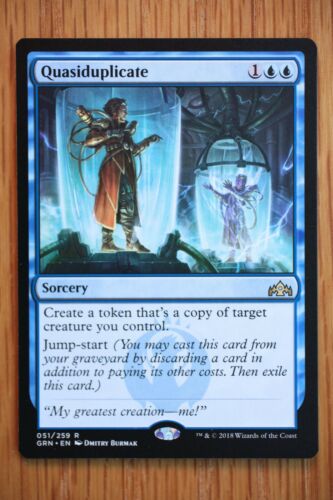 Quasiduplicate 1
Sorcery
Create a token that's a copy of target
creature you control.
Jump-start (You may cast this card from
your graveyard by discarding a card in
addition to paying its other costs. Then exile
this card.)
"My greatest creation—me!"
051/259 R
GRN • EN Dmitry Burmak
™ & © 2018 Wizards of the Coast